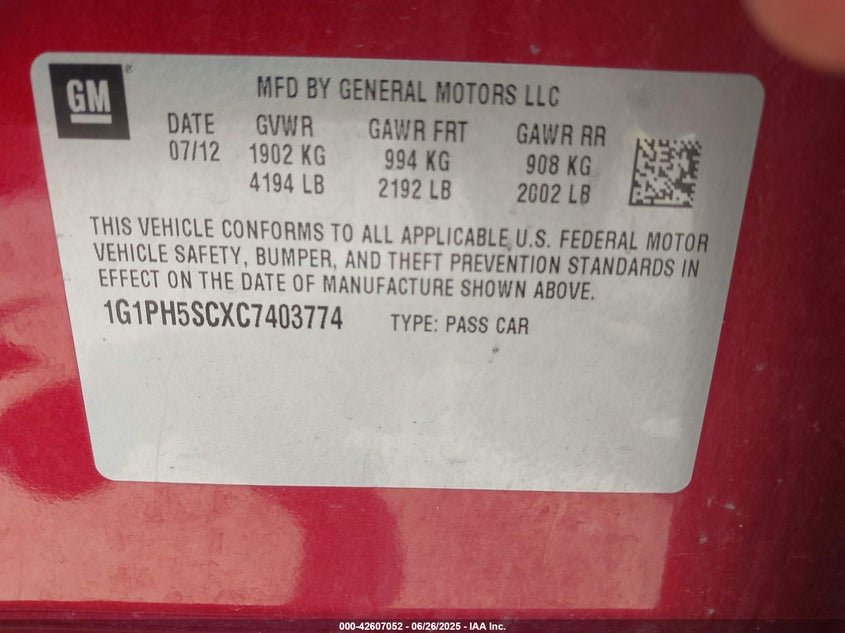 GM®
MFD BY GENERAL MOTORS LLC
DATE GVWR GAWR FRT GAWR RR
07/12 1902 KG 994 KG 908 KG
4194 LB 2192 LB 2002 LB
THIS VEHICLE CONFORMS TO ALL APPLICABLE U.S. FEDERAL MOTOR
VEHICLE SAFETY, BUMPER, AND THEFT PREVENTION STANDARDS IN
EFFECT ON THE DATE OF MANUFACTURE SHOWN ABOVE.
1G1PH5SCXC7403774 TYPE: PASS CAR
000-42607052 - 06/26/2025 - IAA Inc.